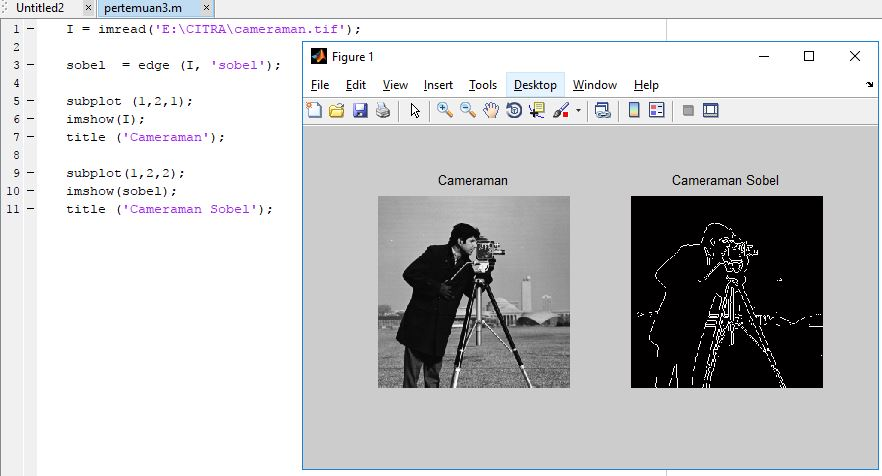 Untitled2 × pertemuan3.m ×
1 – I = imread('E:\CITRA\cameraman.tif');
2
3 – sobel  = edge (I, 'sobel');
4
5 – subplot (1,2,1);
6 – imshow(I);
7 – title ('Cameraman');
8
9 – subplot(1,2,2);
10 – imshow(sobel);
11 – title ('Cameraman Sobel');
Figure 1
File Edit View Insert Tools Desktop Window Help
Cameraman
Cameraman Sobel